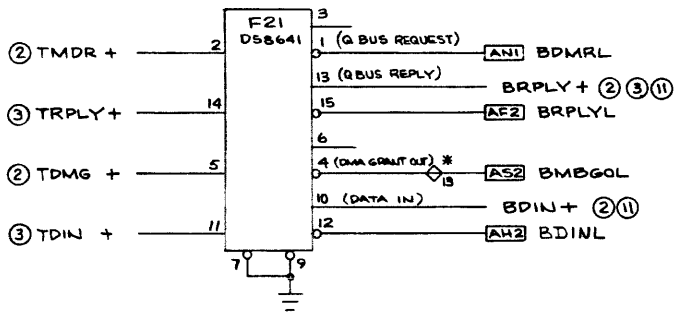 F21
DS8641
3
② TMDR +
2
1
(Q BUS REQUEST)
AN1 BDMRL
13 (QBUS REPLY)
BRPLY + ② ③ ⑪
③ TRPLY +
14
15
AF2 BRPLYL
6
② TDMG +
5
4 (DMA GRANT OUT) *
13
AS2 BMBGOL
10 (DATA IN)
BDIN + ② ⑪
③ TDIN +
11
12
AH2 BDINL
7
9